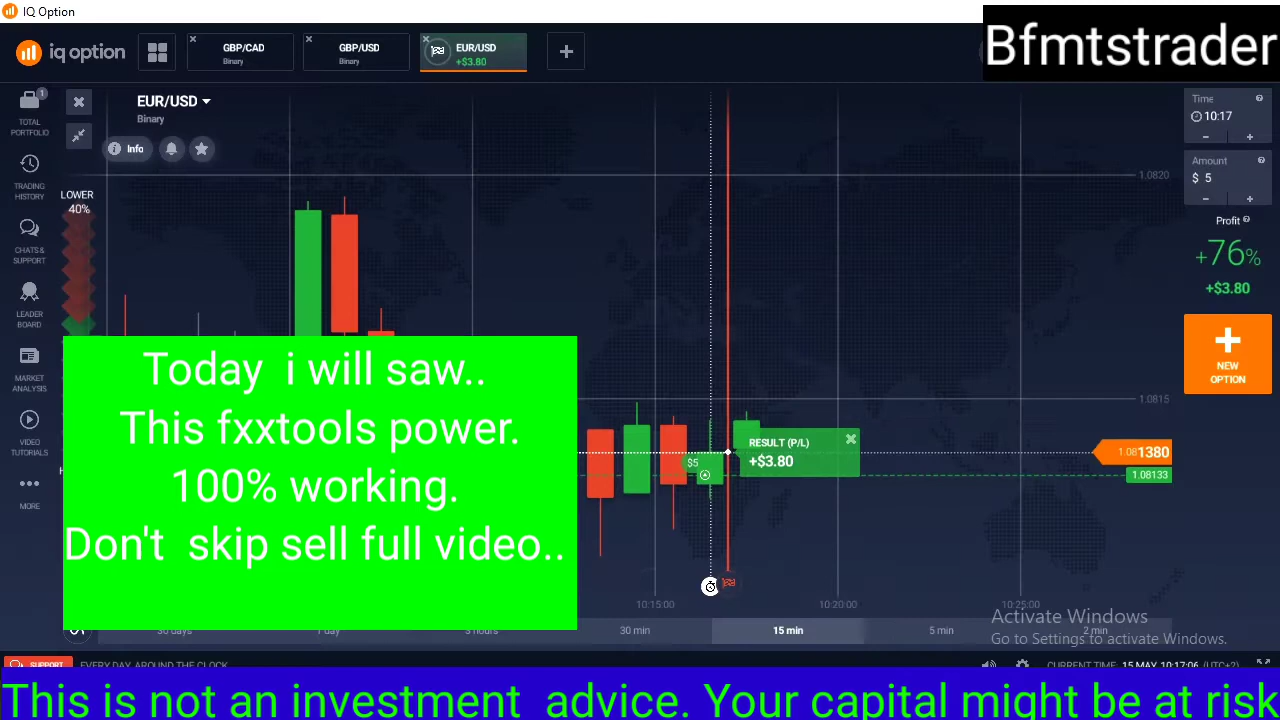 IQ Option
iq option
GBP/CAD
Binary
GBP/USD
Binary
EUR/USD
+$3.80
Bfmtstrader
1
TOTAL
PORTFOLIO
TRADING
HISTORY
CHATS &
SUPPORT
LEADER
BOARD
MARKET
ANALYSIS
VIDEO
TUTORIALS
MORE
EUR/USD
Binary
Info
LOWER
40%
1.0820
1.0815
1.081380
1.08133
$5
RESULT (P/L)
+$3.80
Time
10:17
Amount
$ 5
Profit
+76%
+$3.80
NEW
OPTION
Today i will saw..
This fxxtools power.
100% working.
Don't skip sell full video..
10:15:00
10:20:00
10:25:00
30 days
1 day
3 hours
30 min
15 min
5 min
2 min
Activate Windows
Go to Settings to activate Windows.
SUPPORT
EVERY DAY, AROUND THE CLOCK
CURRENT TIME: 15 MAY, 10:17:06 (UTC+2)
This is not an investment advice. Your capital might be at risk